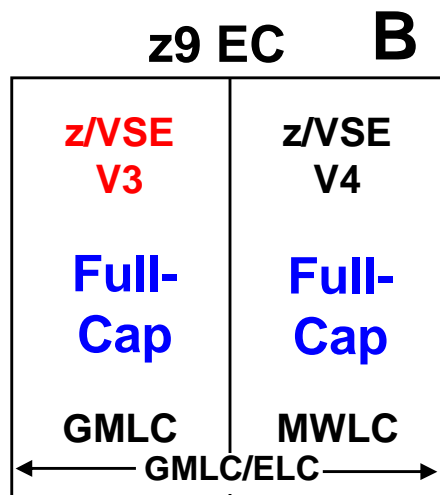 z9 EC B
z/VSE
V3
Full-
Cap
GMLC
z/VSE
V4
Full-
Cap
MWLC
GMLC/ELC